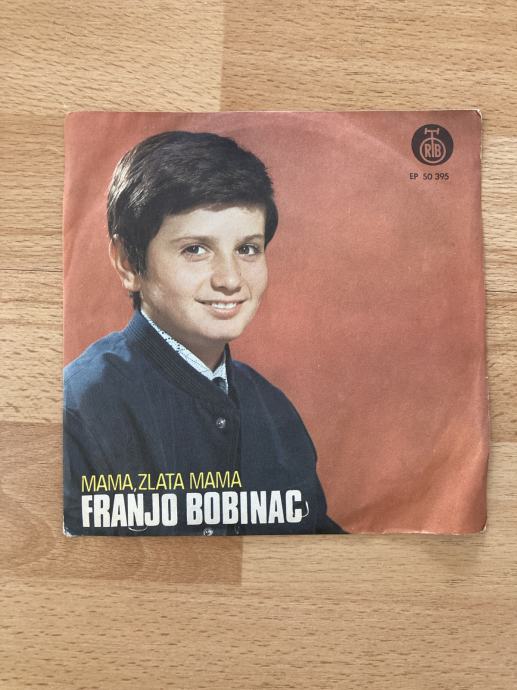 RTB
EP 50 395
MAMA, ZLATA MAMA
FRANJO BOBINAC